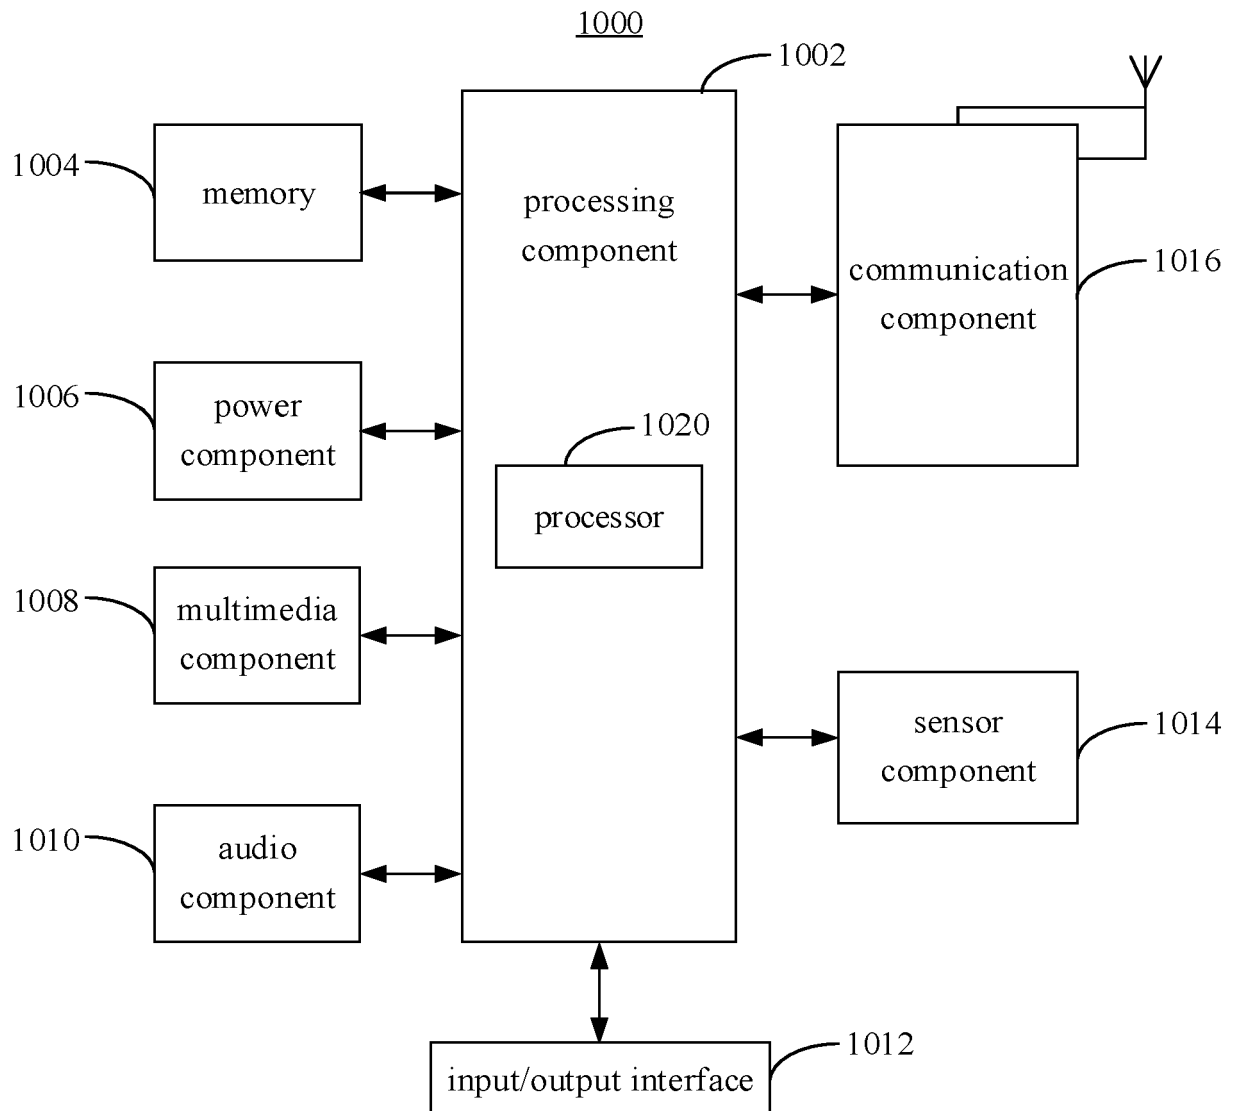 1000
1002
1004
memory
processing
component
communication
component
1016
1006
power
component
1020
processor
1008
multimedia
component
sensor
component
1014
1010
audio
component
1012
input/output interface